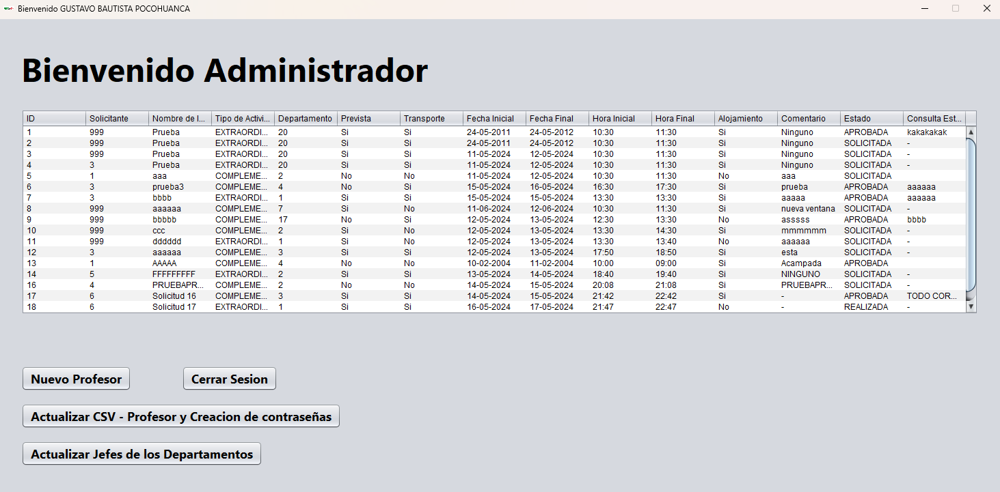 Bienvenido GUSTAVO BAUTISTA POCOHUANCA
Bienvenido Administrador
ID Solicitante Nombre de l... Tipo de Activi... Departamento Prevista Transporte Fecha Inicial Fecha Final Hora Inicial Hora Final Alojamiento Comentario Estado Consulta Est...
1 999 Prueba EXTRAORDI... 20 Si Si 24-05-2011 24-05-2012 10:30 11:30 Si Ninguno APROBADA kakakakak
2 999 Prueba EXTRAORDI... 20 Si Si 24-05-2011 24-05-2012 10:30 11:30 Si Ninguno SOLICITADA -
3 999 Prueba EXTRAORDI... 20 Si Si 11-05-2024 12-05-2024 10:30 11:30 Si Ninguno SOLICITADA -
4 3 Prueba EXTRAORDI... 20 Si Si 11-05-2024 12-05-2024 10:30 11:30 Si Ninguno SOLICITADA -
5 1 aaa COMPLEME... 2 No No 11-05-2024 12-05-2024 10:30 11:30 No aaa SOLICITADA
6 3 prueba3 COMPLEME... 4 No Si 15-05-2024 16-05-2024 16:30 17:30 Si prueba APROBADA aaaaaa
7 3 bbbb EXTRAORDI... 1 Si Si 15-05-2024 15-05-2024 13:30 13:30 Si aaaaa APROBADA aaaaaa
8 999 aaaaaa COMPLEME... 7 Si No 11-06-2024 12-06-2024 10:30 11:30 Si nueva ventana SOLICITADA -
9 999 bbbbb COMPLEME... 17 No Si 12-05-2024 13-05-2024 12:30 13:30 No asssss APROBADA bbbb
10 999 ccc COMPLEME... 2 Si No 12-05-2024 13-05-2024 13:30 14:30 Si mmmmmm SOLICITADA -
11 999 dddddd EXTRAORDI... 1 Si No 12-05-2024 13-05-2024 13:30 13:40 No aaaaaa SOLICITADA -
12 3 aaaaaa COMPLEME... 3 Si Si 12-05-2024 13-05-2024 17:50 18:50 Si esta SOLICITADA -
13 1 AAAAA COMPLEME... 4 No No 10-02-2004 11-02-2004 10:00 09:00 Si Acampada APROBADA
14 5 FFFFFFFFF EXTRAORDI... 2 Si Si 13-05-2024 14-05-2024 18:40 19:40 Si NINGUNO SOLICITADA -
16 4 PRUEBAPR... COMPLEME... 2 No No 14-05-2024 15-05-2024 20:08 21:08 Si PRUEBAPR... SOLICITADA -
17 6 Solicitud 16 COMPLEME... 3 Si Si 14-05-2024 15-05-2024 21:42 22:42 Si - APROBADA TODO COR...
18 6 Solicitud 17 EXTRAORDI... 1 Si Si 16-05-2024 17-05-2024 21:47 22:47 No - REALIZADA -
Nuevo Profesor Cerrar Sesion
Actualizar CSV - Profesor y Creacion de contraseñas
Actualizar Jefes de los Departamentos